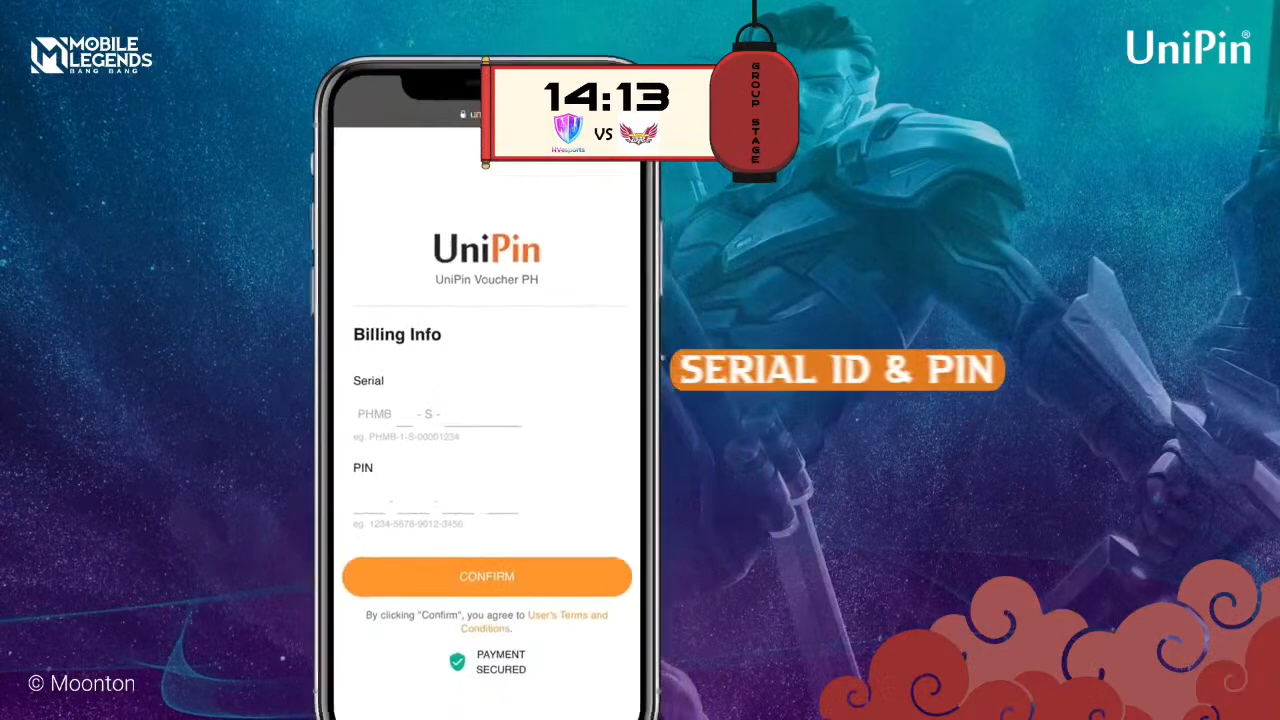 MOBILE
LEGENDS
BANG BANG
UniPin®
14:13
VS
GROUP STAGE
UniPin
UniPin Voucher PH
Billing Info
Serial
PHMB - S -
eg. PHMB-1-S-00001234
PIN
- -
eg. 1234-5678-9012-3456
CONFIRM
By clicking "Confirm", you agree to User's Terms and
Conditions.
PAYMENT
SECURED
SERIAL ID & PIN
© Moonton